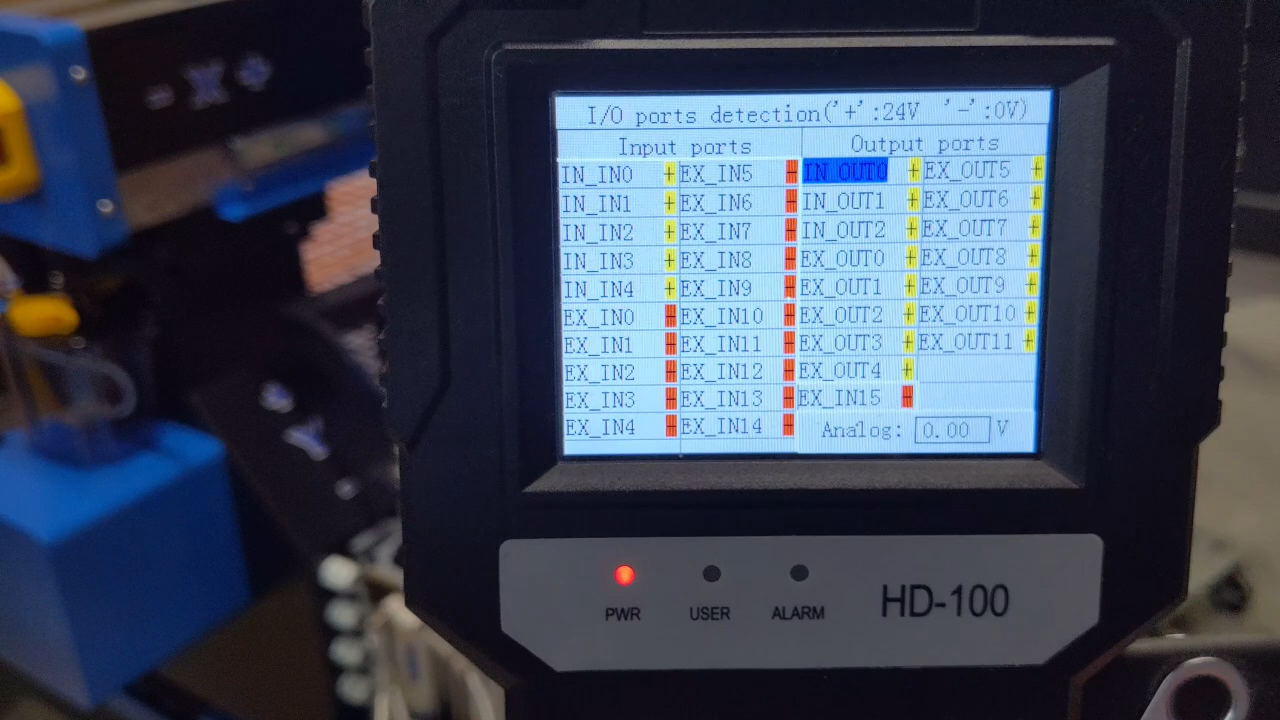 - X +
I/O ports detection('+':24V '-':0V)
Input ports Output ports
IN_IN0 + EX_IN5 - IN_OUT0 + EX_OUT5 +
IN_IN1 + EX_IN6 - IN_OUT1 + EX_OUT6 +
IN_IN2 + EX_IN7 - IN_OUT2 + EX_OUT7 +
IN_IN3 + EX_IN8 - EX_OUT0 + EX_OUT8 +
IN_IN4 + EX_IN9 - EX_OUT1 + EX_OUT9 +
EX_IN0 - EX_IN10 - EX_OUT2 + EX_OUT10 +
EX_IN1 - EX_IN11 - EX_OUT3 + EX_OUT11 +
EX_IN2 - EX_IN12 - EX_OUT4 +
EX_IN3 - EX_IN13 - EX_IN15 -
EX_IN4 - EX_IN14 - Analog: 0.00 V
+ Y -
PWR USER ALARM HD-100